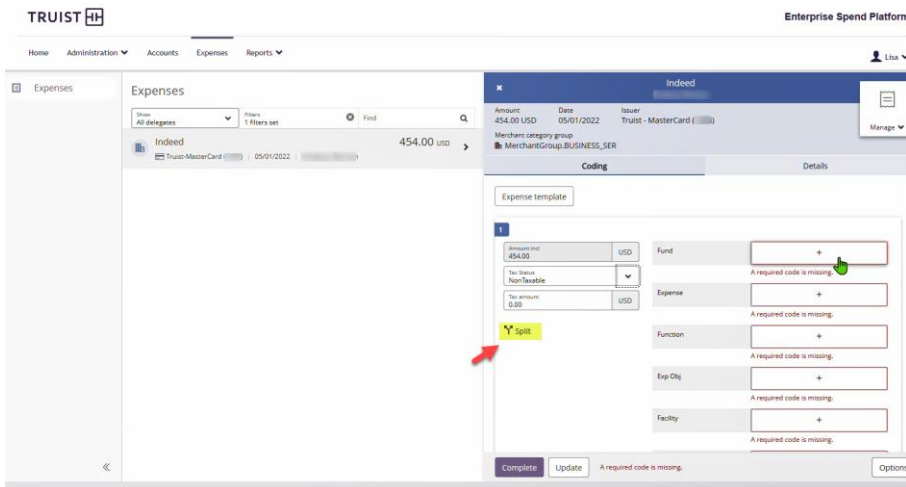 TRUIST
Enterprise Spend Platform
Home Administration Accounts Expenses Reports
Lisa
Expenses
Expenses
Show
All delegates
Filters
1 filters set
Find
Indeed
454.00 USD
Truist-MasterCard ( ) | 05/01/2022 |
Indeed
Amount
454.00 USD
Date
05/01/2022
Issuer
Truist - MasterCard ( )
Manage
Merchant category group
MerchantGroup.BUSINESS_SER
Coding Details
Expense template
1
Amount incl
454.00
USD
Tax Status
NonTaxable
Tax amount
0.00
USD
Split
Fund
+
A required code is missing.
Expense
+
A required code is missing.
Function
+
A required code is missing.
Exp Obj
+
A required code is missing.
Facility
+
A required code is missing.
Complete Update A required code is missing. Options